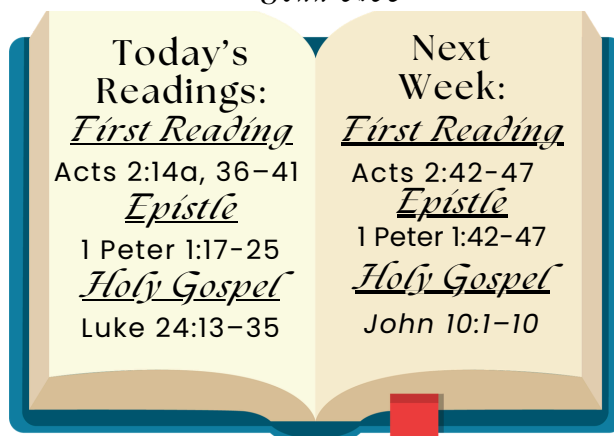 Today's
Readings:
First Reading
Acts 2:14a, 36–41
Epistle
1 Peter 1:17-25
Holy Gospel
Luke 24:13–35
Next
Week:
First Reading
Acts 2:42-47
Epistle
1 Peter 1:42-47
Holy Gospel
John 10:1–10